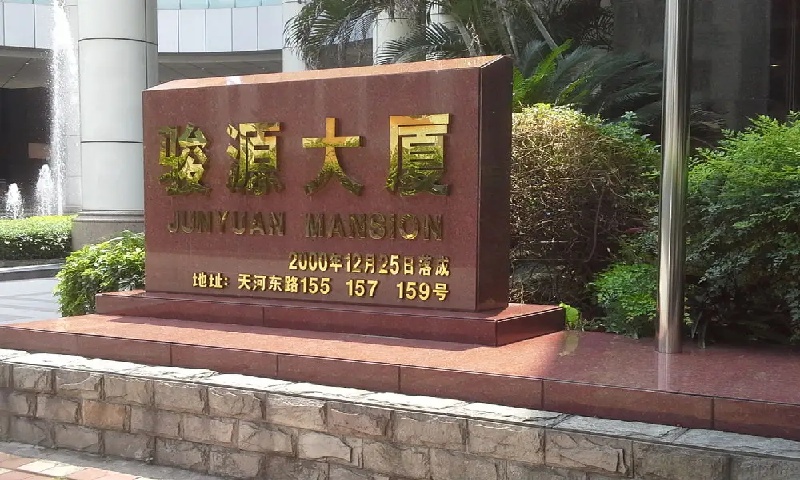 骏源大厦
JUNYUAN MANSION
2000年12月25日落成
地址：天河东路155 157 159号